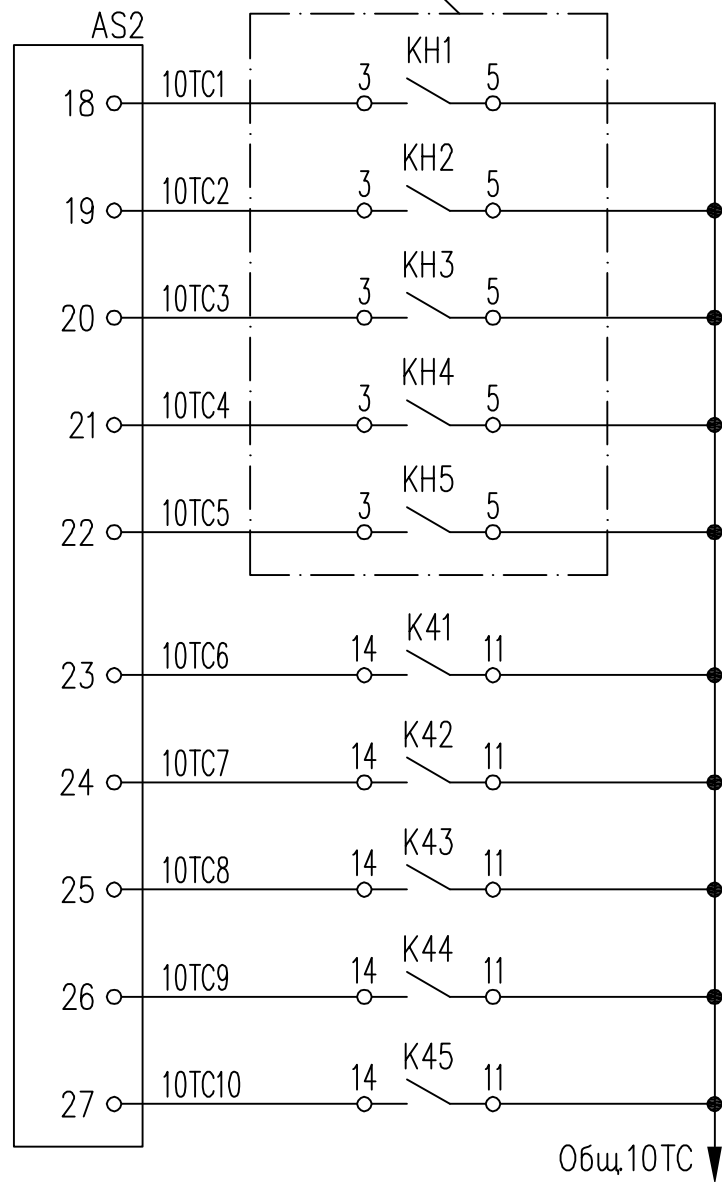 AS2
18 10TC1 3 KH1 5
19 10TC2 3 KH2 5
20 10TC3 3 KH3 5
21 10TC4 3 KH4 5
22 10TC5 3 KH5 5
23 10TC6 14 K41 11
24 10TC7 14 K42 11
25 10TC8 14 K43 11
26 10TC9 14 K44 11
27 10TC10 14 K45 11
Общ.10ТС